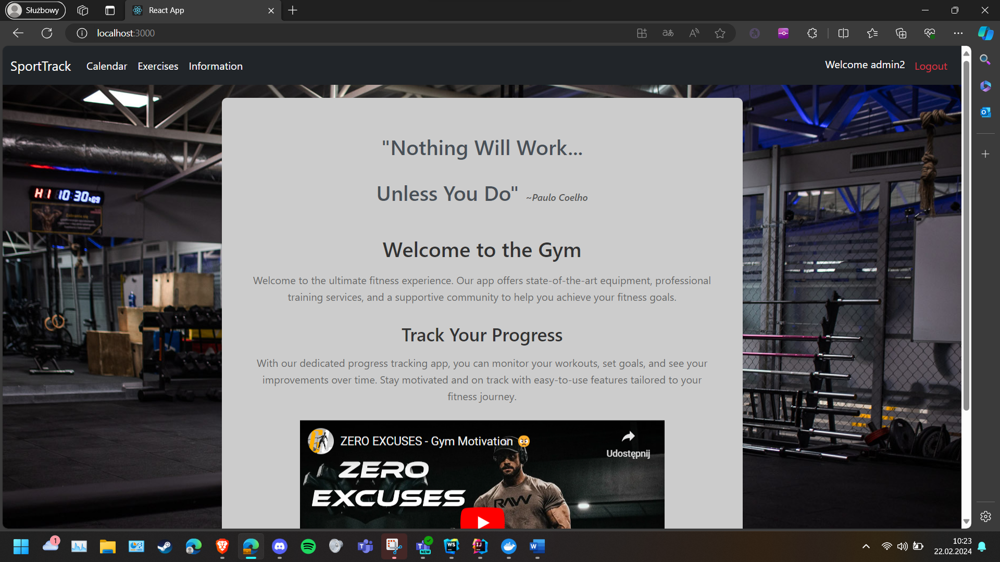 Służbowy
React App
localhost:3000
SportTrack
Calendar
Exercises
Information
Welcome admin2
Logout
H1 10:30:09
"Nothing Will Work...
Unless You Do" ~Paulo Coelho
Welcome to the Gym
Welcome to the ultimate fitness experience. Our app offers state-of-the-art equipment, professional
training services, and a supportive community to help you achieve your fitness goals.
Track Your Progress
With our dedicated progress tracking app, you can monitor your workouts, set goals, and see your
improvements over time. Stay motivated and on track with easy-to-use features tailored to your
fitness journey.
ZERO EXCUSES - Gym Motivation 😡
Udostępnij
ZERO
EXCUSES
RAW
1
NEW
WS
IJ
10:23
22.02.2024